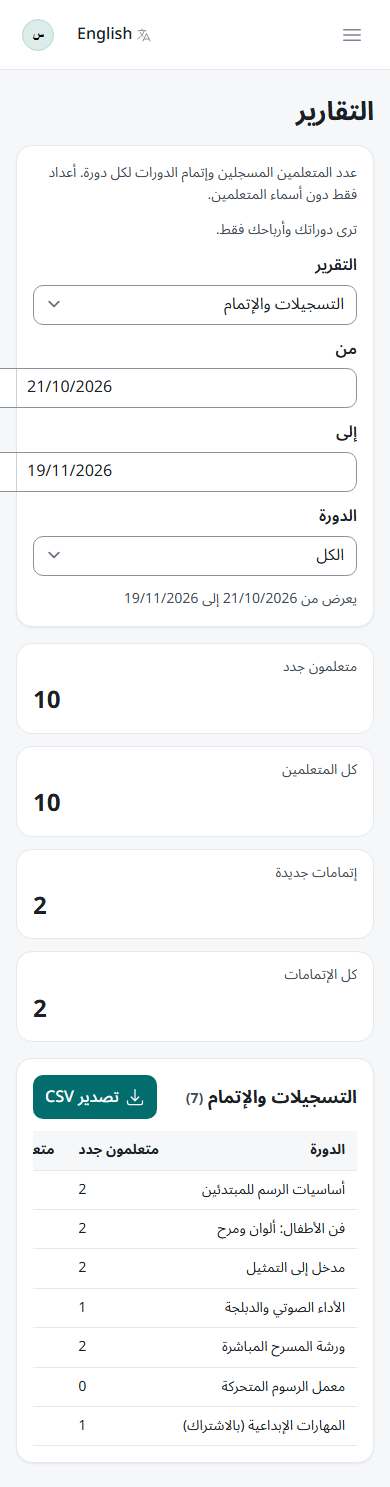 س
English
التقارير
عدد المتعلمين المسجلين وإتمام الدورات لكل دورة. أعداد
فقط دون أسماء المتعلمين.
ترى دوراتك وأرباحك فقط.
التقرير
التسجيلات والإتمام
من
21/10/2026
إلى
19/11/2026
الدورة
الكل
يعرض من 21/10/2026 إلى 19/11/2026
متعلمون جدد
10
كل المتعلمين
10
إتمامات جديدة
2
كل الإتمامات
2
التسجيلات والإتمام (7) تصدير CSV
الدورة متعلمون جدد
أساسيات الرسم للمبتدئين 2
فن الأطفال: ألوان ومرح 2
مدخل إلى التمثيل 2
الأداء الصوتي والدبلجة 1
ورشة المسرح المباشرة 2
معمل الرسوم المتحركة 0
المهارات الإبداعية (بالاشتراك) 1